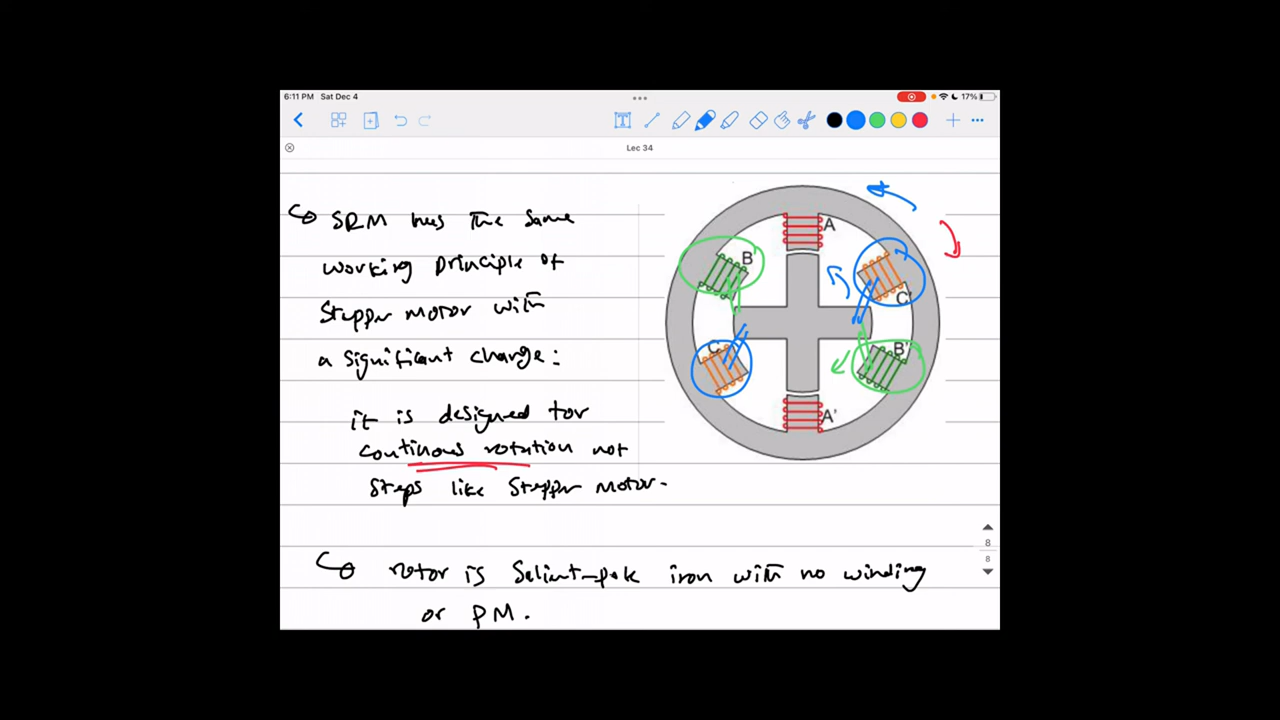 6:11 PM Sat Dec 4
17%
Lec 34
SRM has the same
working principle of
Stepper motor with
a significant change:
it is designed for
continuous rotation not
steps like Stepper motor.
rotor is Salient-pole iron with no winding
or PM.
A
B'
C'
C
B'
A'
8
8